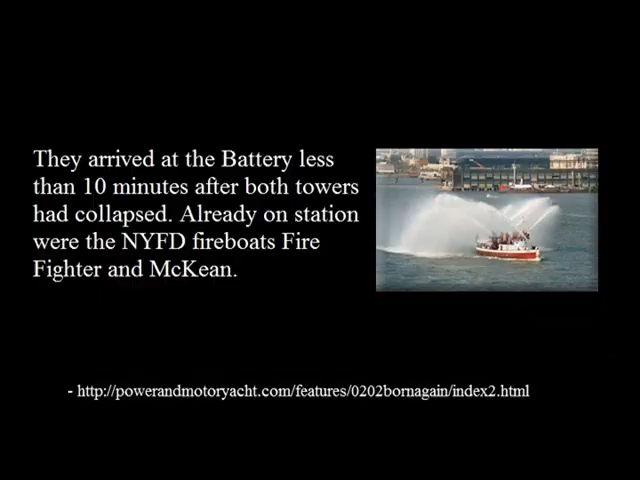 They arrived at the Battery less
than 10 minutes after both towers
had collapsed. Already on station
were the NYFD fireboats Fire
Fighter and McKean.
- http://powerandmotoryacht.com/features/0202bornagain/index2.html